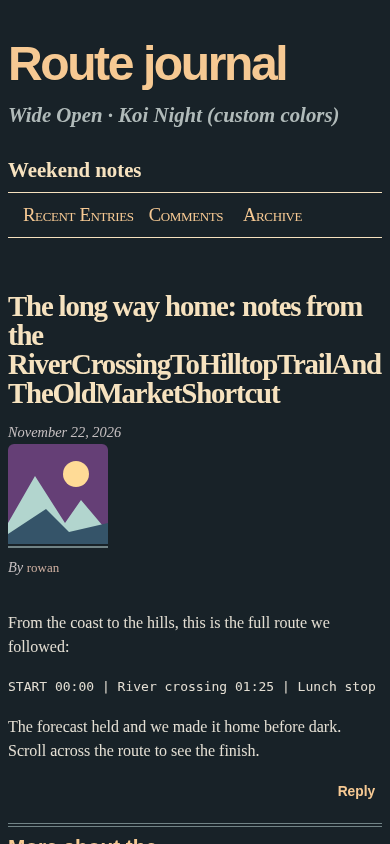 Route journal
Wide Open · Koi Night (custom colors)
Weekend notes
Recent Entries Comments Archive
The long way home: notes from
the
RiverCrossingToHilltopTrailAnd
TheOldMarketShortcut
November 22, 2026
By rowan
From the coast to the hills, this is the full route we
followed:
START 00:00 | River crossing 01:25 | Lunch stop
The forecast held and we made it home before dark.
Scroll across the route to see the finish.
Reply
More about the